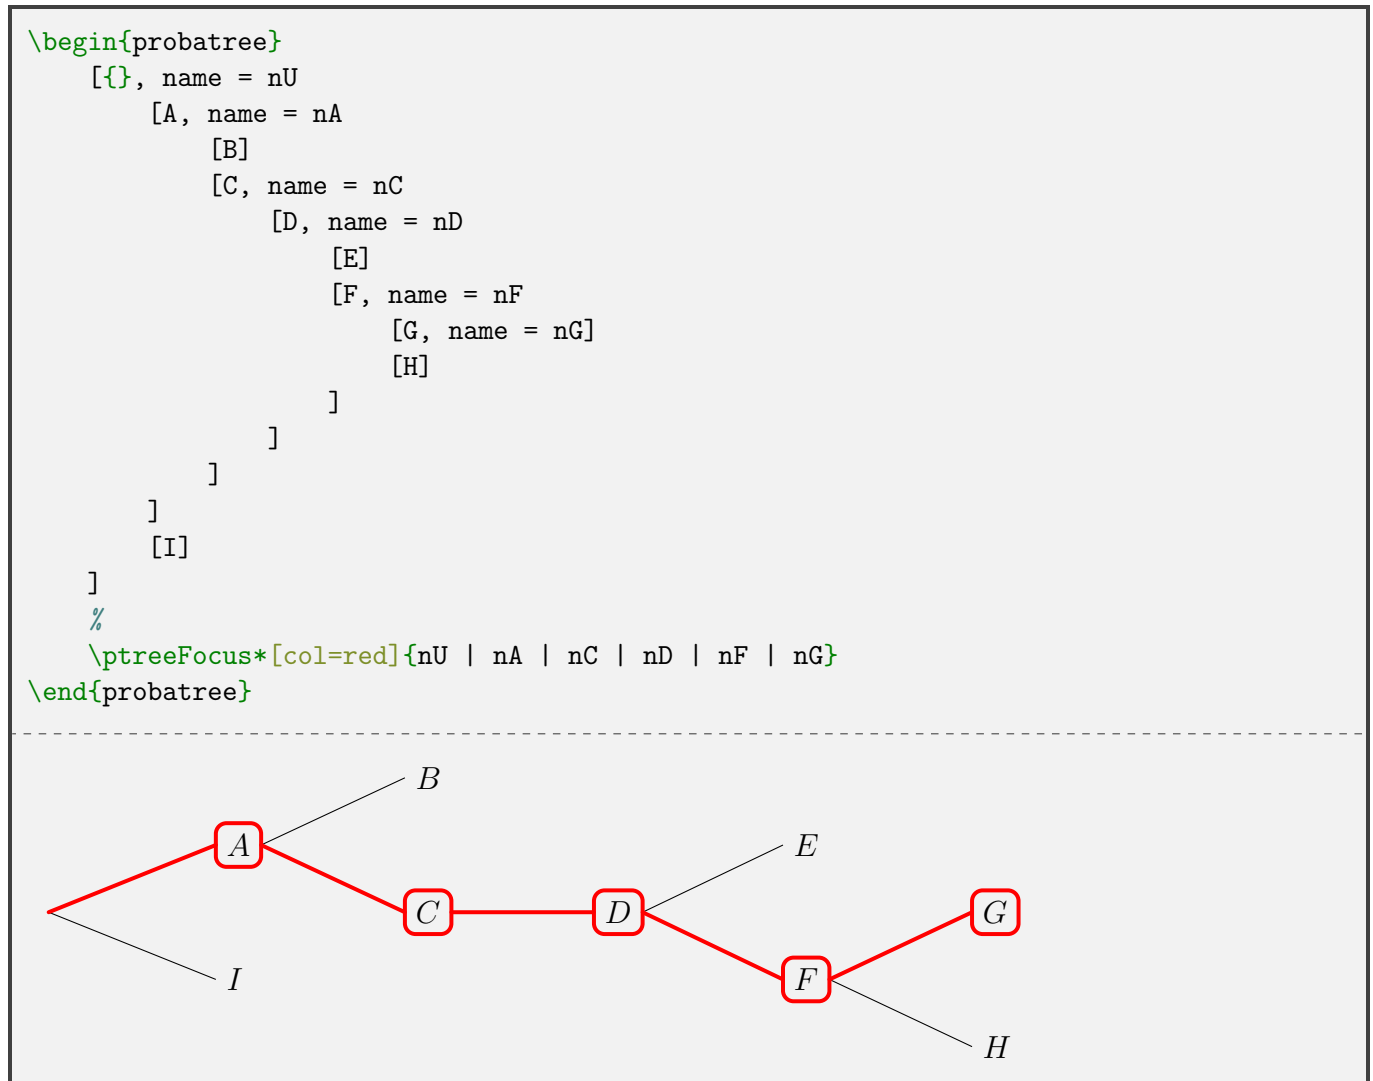 \begin{probatree}
    [{}, name = nU
        [A, name = nA
            [B]
            [C, name = nC
                [D, name = nD
                    [E]
                    [F, name = nF
                        [G, name = nG]
                        [H]
                    ]
                ]
            ]
        ]
        [I]
    ]
    %
    \ptreeFocus*[col=red]{nU | nA | nC | nD | nF | nG}
\end{probatree}
B
A
E
C
D
G
I
F
H